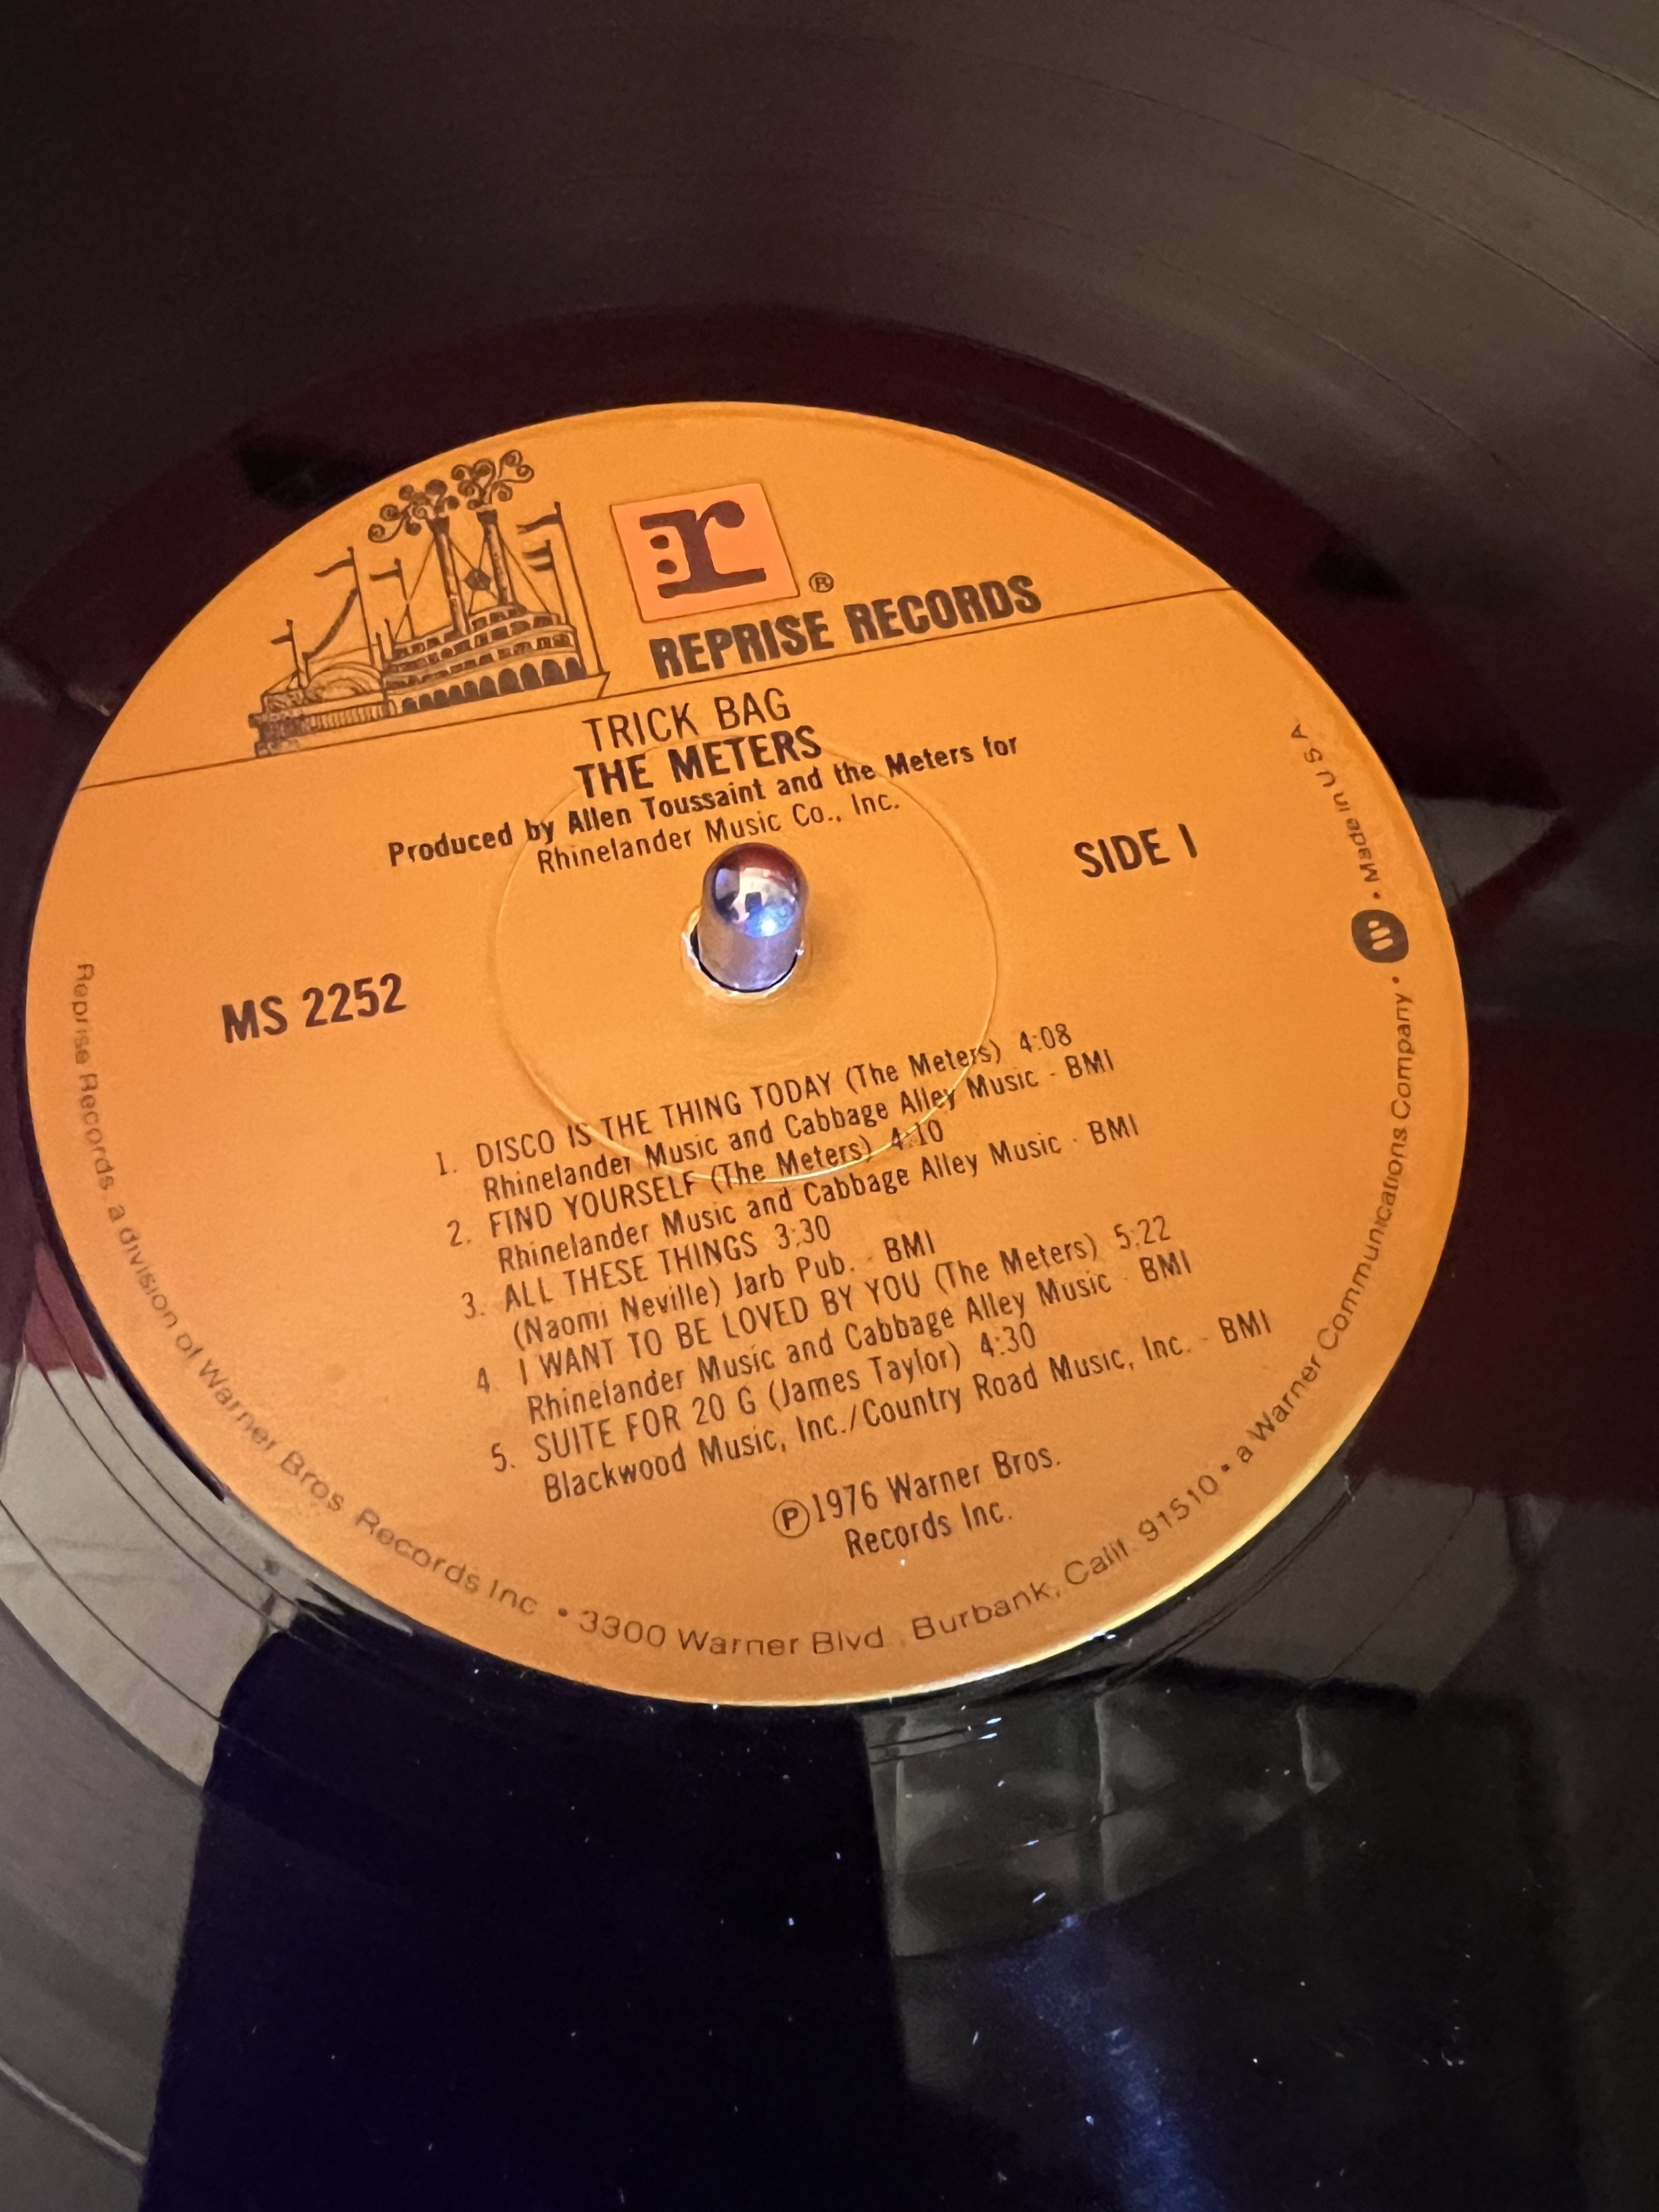 r
®
REPRISE RECORDS
TRICK BAG
THE METERS
Produced by Allen Toussaint and the Meters for
Rhinelander Music Co., Inc.
SIDE 1
MS 2252
1. DISCO IS THE THING TODAY (The Meters) 4:08
Rhinelander Music and Cabbage Alley Music - BMI
2. FIND YOURSELF (The Meters) 4:10
Rhinelander Music and Cabbage Alley Music - BMI
3. ALL THESE THINGS 3:30
(Naomi Neville) Jarb Pub. - BMI
4 I WANT TO BE LOVED BY YOU (The Meters) 5:22
Rhinelander Music and Cabbage Alley Music - BMI
5. SUITE FOR 20 G (James Taylor) 4:30
Blackwood Music, Inc./Country Road Music, Inc. - BMI
Ⓟ1976 Warner Bros.
Records Inc.
Reprise Records, a division of Warner Bros. Records Inc • 3300 Warner Blvd., Burbank, Calif. 91510 • a Warner Communications Company • W • Made in U S A